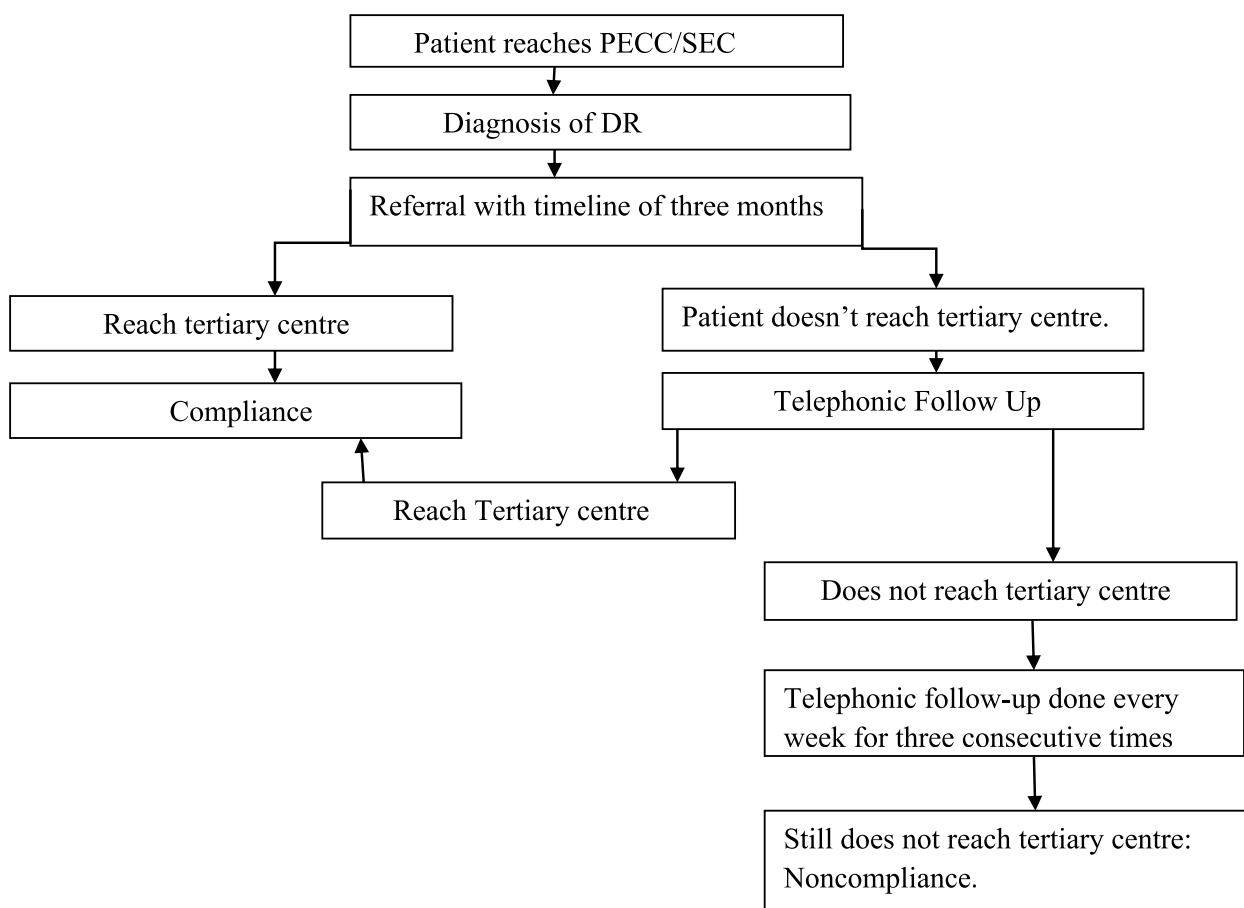 Patient reaches PECC/SEC
Diagnosis of DR
Referral with timeline of three months
Reach tertiary centre
Patient doesn’t reach tertiary centre.
Compliance
Telephonic Follow Up
Reach Tertiary centre
Does not reach tertiary centre
Telephonic follow-up done every
week for three consecutive times
Still does not reach tertiary centre:
Noncompliance.